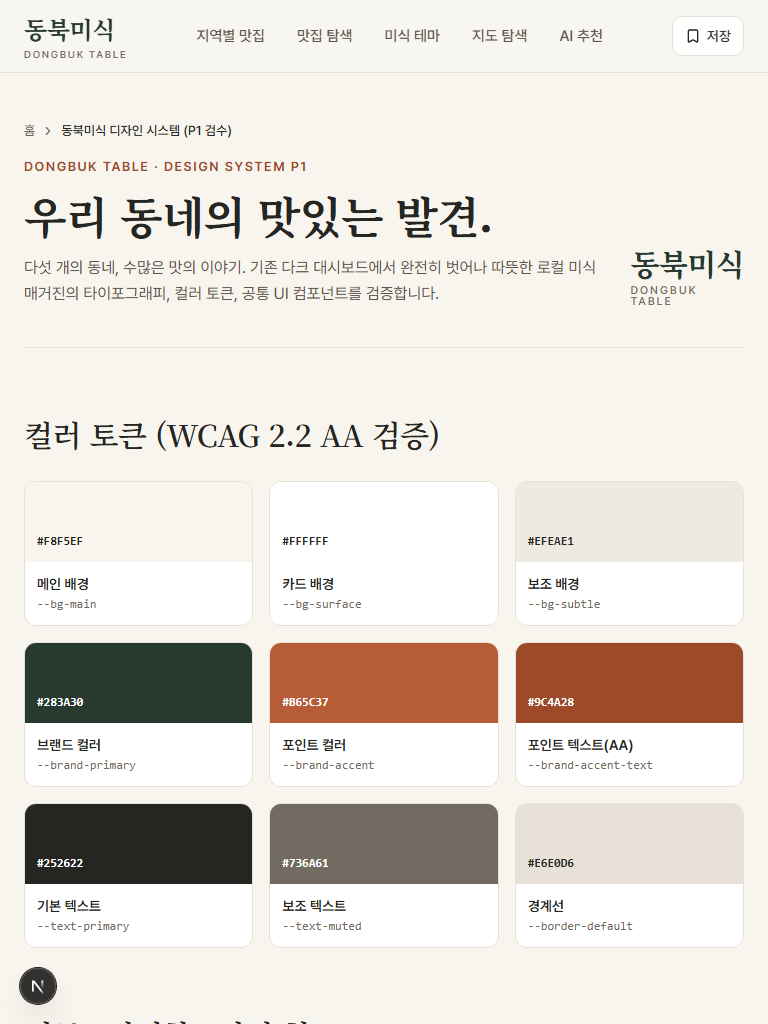 동북미식
DONGBUK TABLE
지역별 맛집
맛집 탐색
미식 테마
지도 탐색
AI 추천
저장
홈 > 동북미식 디자인 시스템 (P1 검수)
DONGBUK TABLE · DESIGN SYSTEM P1
우리 동네의 맛있는 발견.
다섯 개의 동네, 수많은 맛의 이야기. 기존 다크 대시보드에서 완전히 벗어나 따뜻한 로컬 미식
매거진의 타이포그래피, 컬러 토큰, 공통 UI 컴포넌트를 검증합니다.
동북미식
DONGBUK
TABLE
컬러 토큰 (WCAG 2.2 AA 검증)
#F8F5EF
메인 배경
--bg-main
#FFFFFF
카드 배경
--bg-surface
#EFEAE1
보조 배경
--bg-subtle
#283A30
브랜드 컬러
--brand-primary
#B65C37
포인트 컬러
--brand-accent
#9C4A28
포인트 텍스트(AA)
--brand-accent-text
#252622
기본 텍스트
--text-primary
#736A61
보조 텍스트
--text-muted
#E6E0D6
경계선
--border-default
N